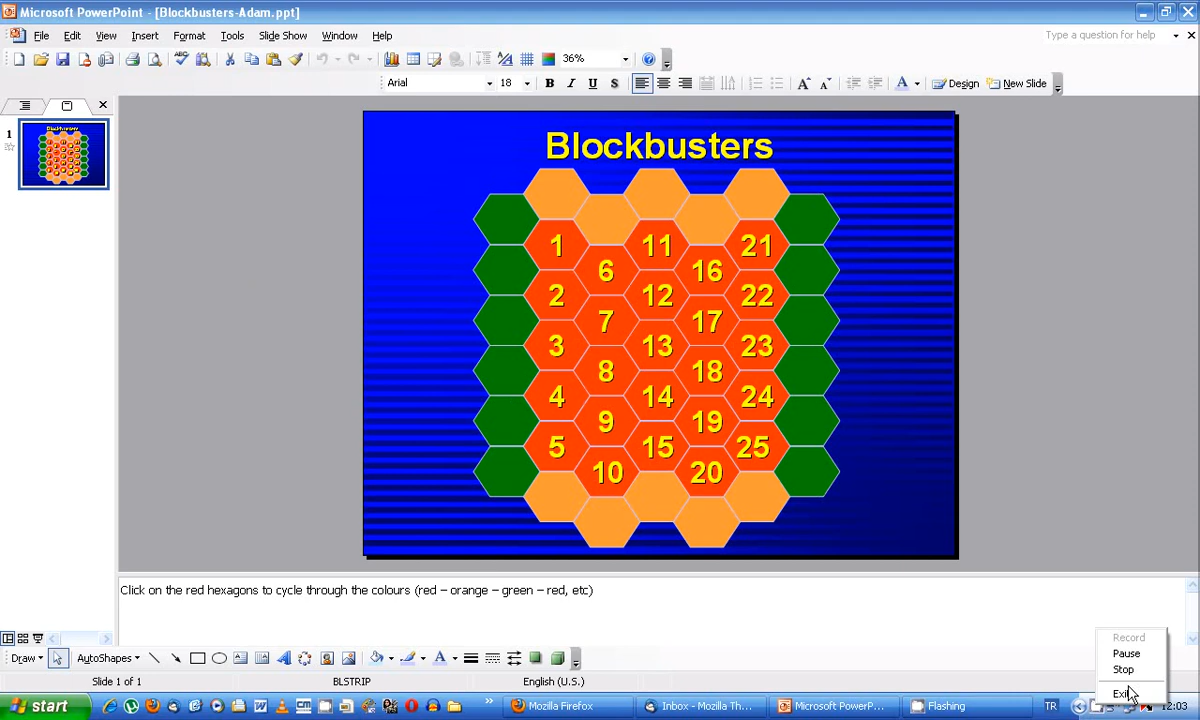 Microsoft PowerPoint - [Blockbusters-Adam.ppt]
File Edit View Insert Format Tools Slide Show Window Help
Type a question for help
36%
Arial 18 B I U S A A A Design New Slide
1
Blockbusters
Blockbusters
1 11 21
6 16
2 12 22
7 17
3 13 23
8 18
4 14 24
9 19
5 15 25
10 20
Click on the red hexagons to cycle through the colours (red – orange – green – red, etc)
Record
Pause
Stop
Exit
Draw AutoShapes
Slide 1 of 1 BLSTRIP English (U.S.)
start Mozilla Firefox Inbox - Mozilla Th... Microsoft PowerP... Flashing TR 12:03